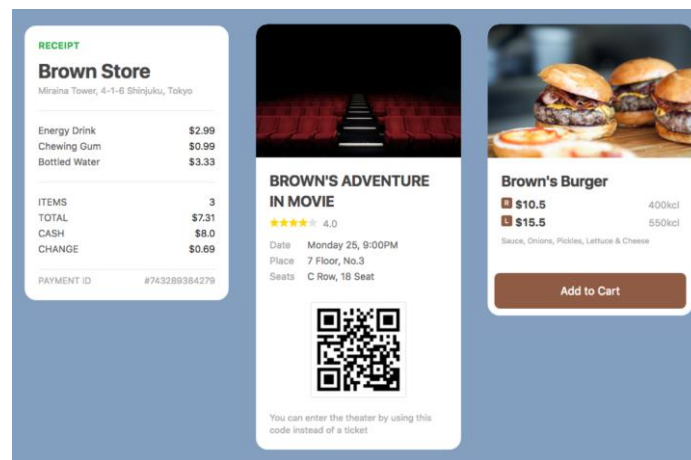 RECEIPT
Brown Store
Miraina Tower, 4-1-6 Shinjuku, Tokyo
Energy Drink $2.99
Chewing Gum $0.99
Bottled Water $3.33
ITEMS 3
TOTAL $7.31
CASH $8.0
CHANGE $0.69
PAYMENT ID #743289384279
BROWN'S ADVENTURE
IN MOVIE
4.0
Date Monday 25, 9:00PM
Place 7 Floor, No.3
Seats C Row, 18 Seat
You can enter the theater by using this
code instead of a ticket
Brown's Burger
R $10.5 400kcl
L $15.5 550kcl
Sauce, Onions, Pickles, Lettuce & Cheese
Add to Cart